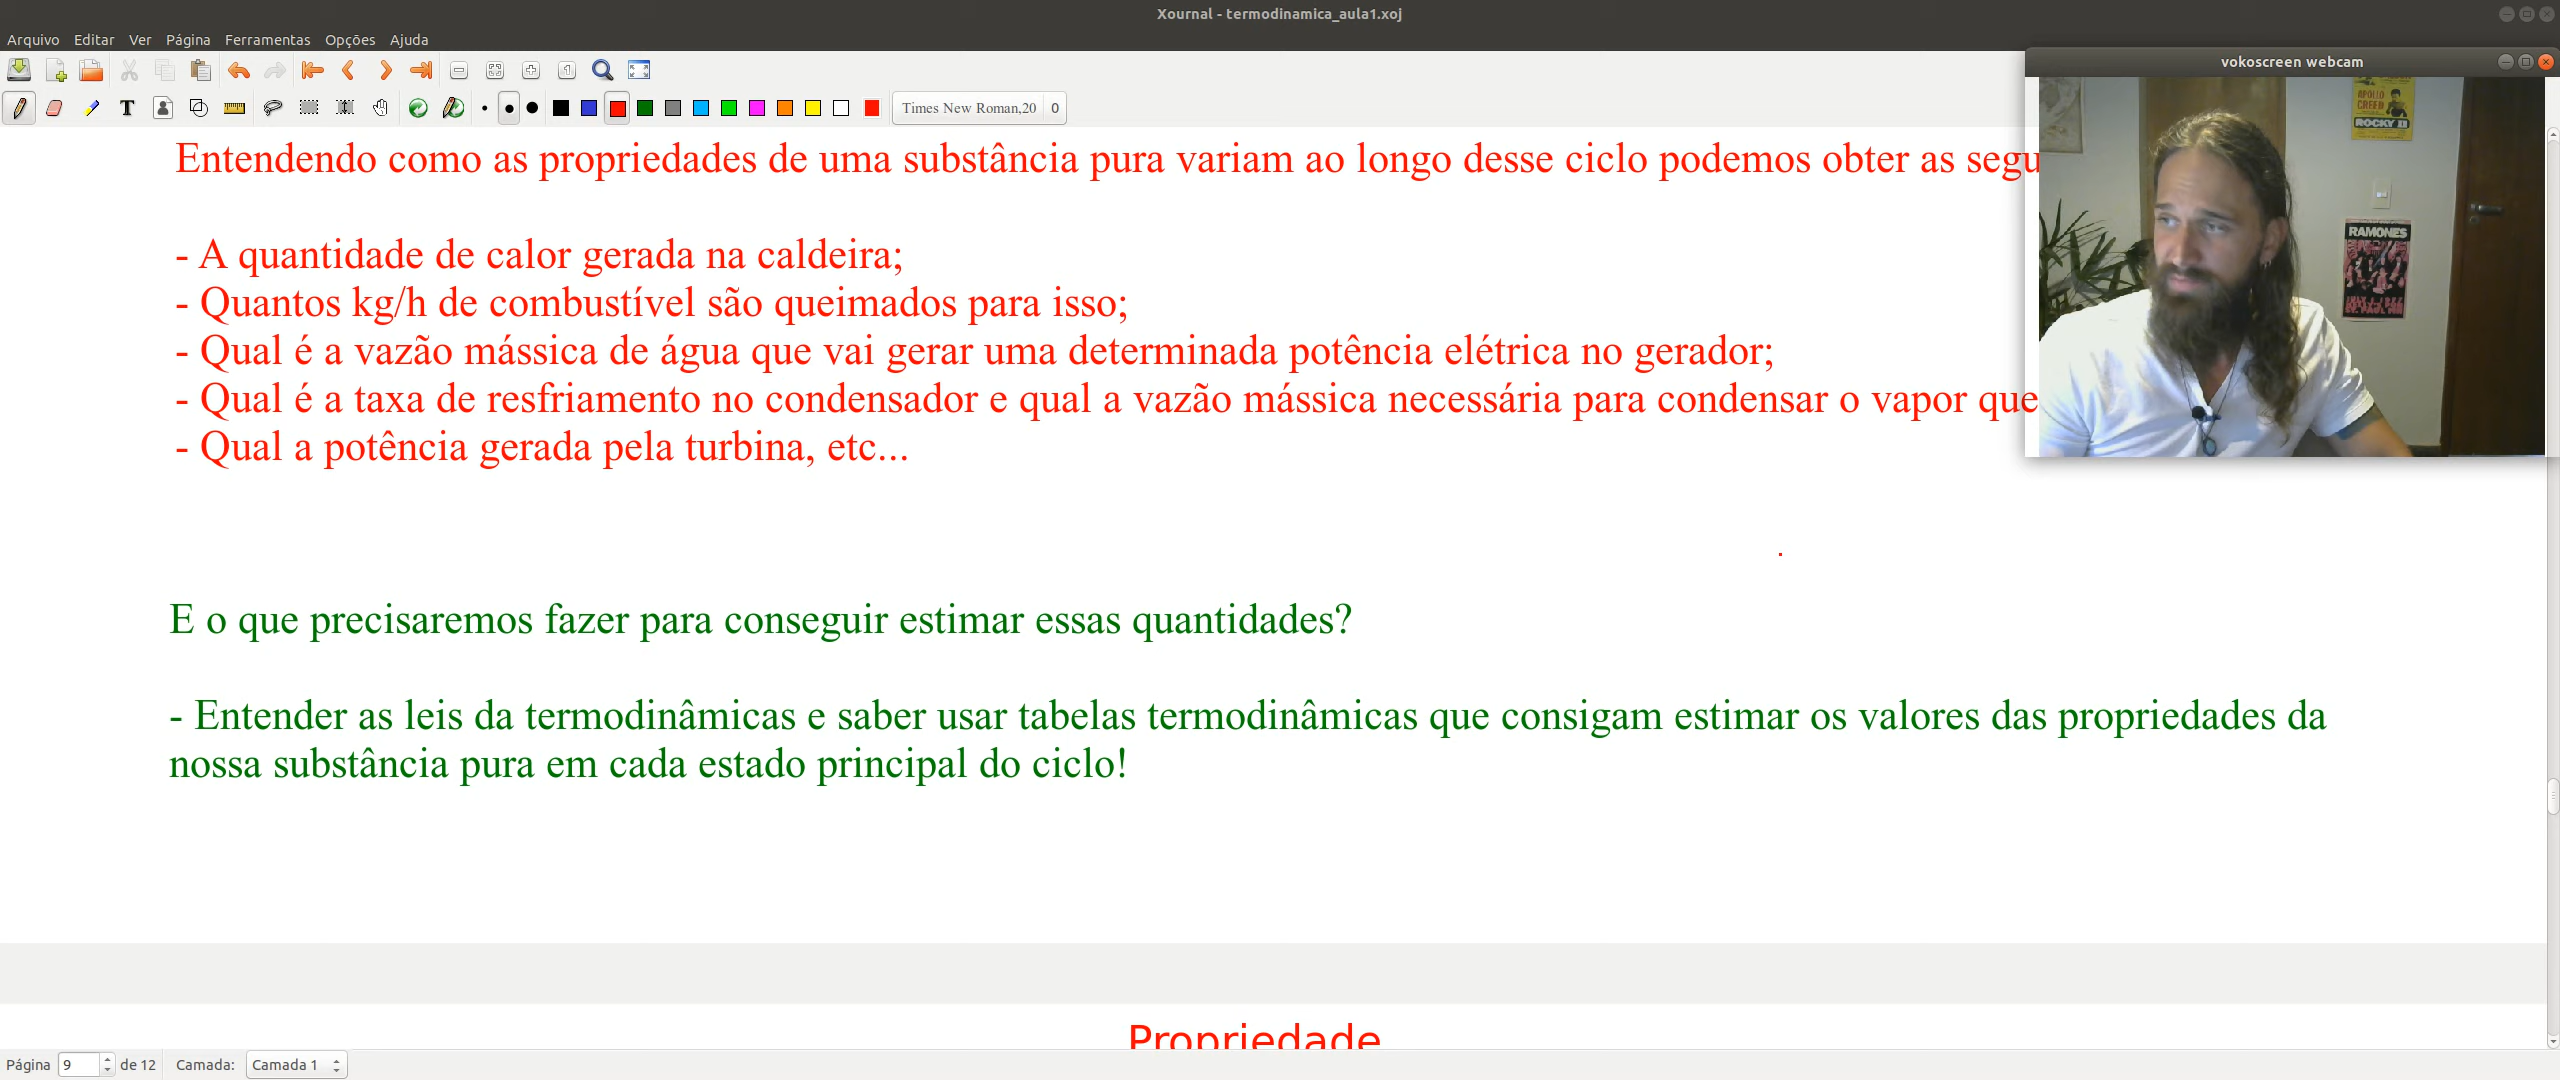 Xournal - termodinamica_aula1.xoj
Arquivo Editar Ver Página Ferramentas Opções Ajuda
vokoscreen webcam
T
Times New Roman,20 0
Entendendo como as propriedades de uma substância pura variam ao longo desse ciclo podemos obter as segu
- A quantidade de calor gerada na caldeira;
- Quantos kg/h de combustível são queimados para isso;
- Qual é a vazão mássica de água que vai gerar uma determinada potência elétrica no gerador;
- Qual é a taxa de resfriamento no condensador e qual a vazão mássica necessária para condensar o vapor que
- Qual a potência gerada pela turbina, etc...
APOLLO
CREED
ROCKY II
RAMONES
E o que precisaremos fazer para conseguir estimar essas quantidades?
- Entender as leis da termodinâmicas e saber usar tabelas termodinâmicas que consigam estimar os valores das propriedades da
nossa substância pura em cada estado principal do ciclo!
Propriedade
Página 9 de 12 Camada: Camada 1